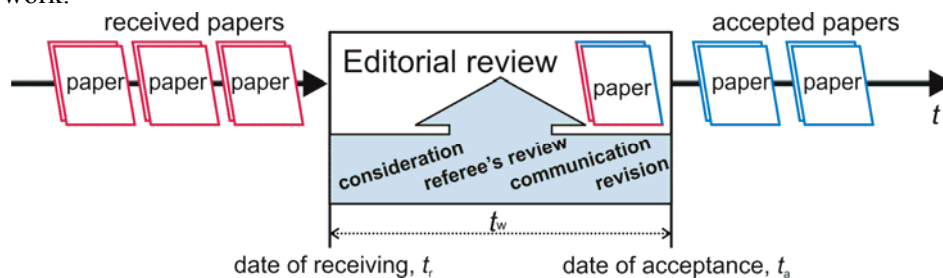 work.
received papers
accepted papers
paper
paper
paper
Editorial review
paper
paper
paper
t
consideration
referee's review
communication
revision
tw
date of receiving, tr
date of acceptance, ta